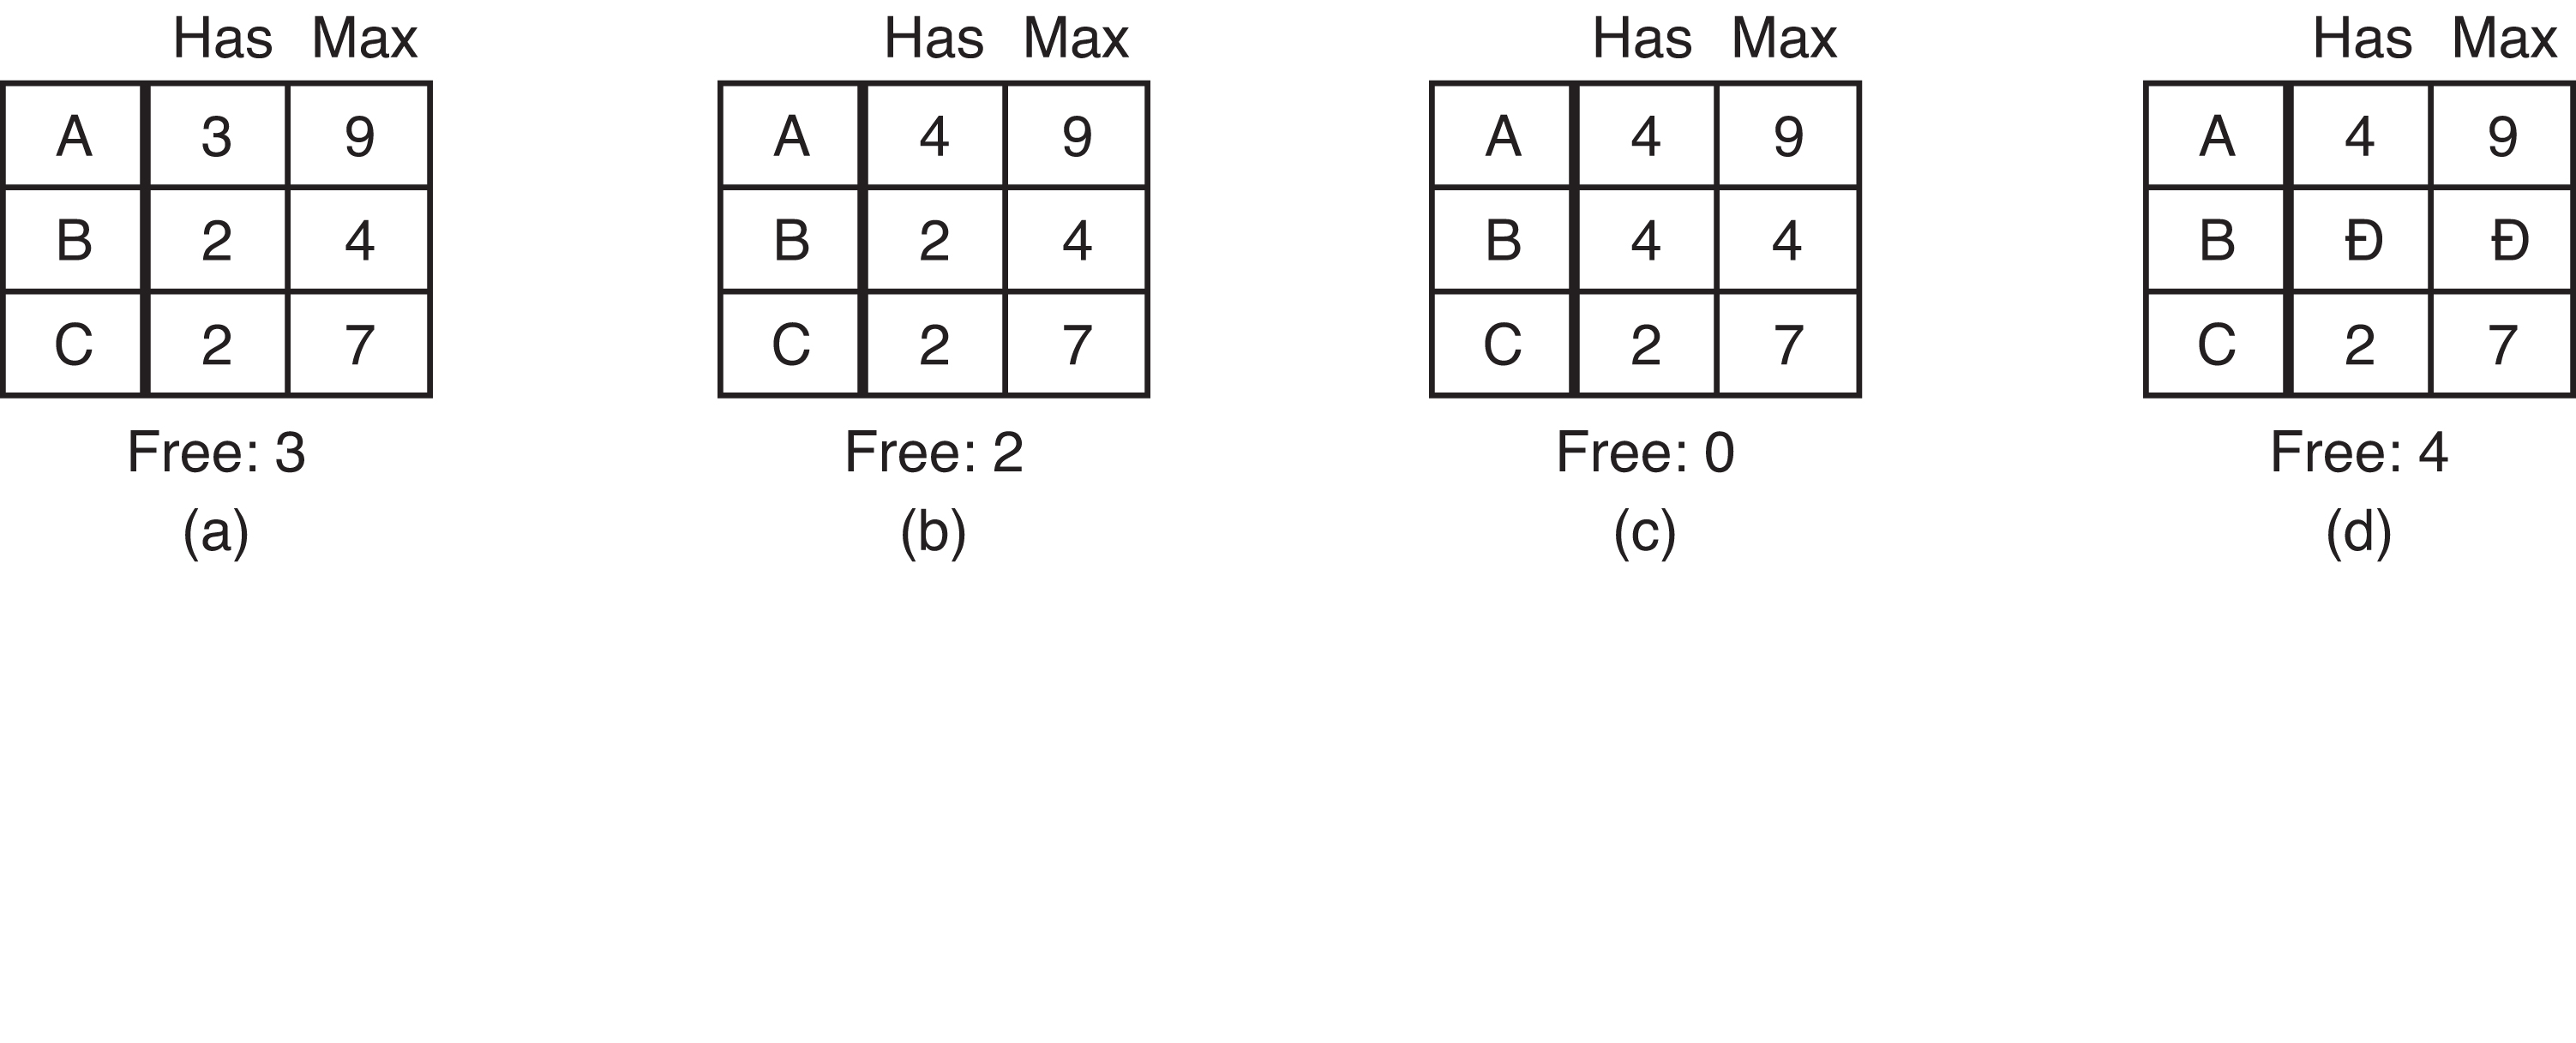 Has Max Has Max Has Max Has Max
A 3 9 A 4 9 A 4 9 A 4 9
B 2 4 B 2 4 B 4 4 B Đ Đ
C 2 7 C 2 7 C 2 7 C 2 7
Free: 3 Free: 2 Free: 0 Free: 4
(a) (b) (c) (d)